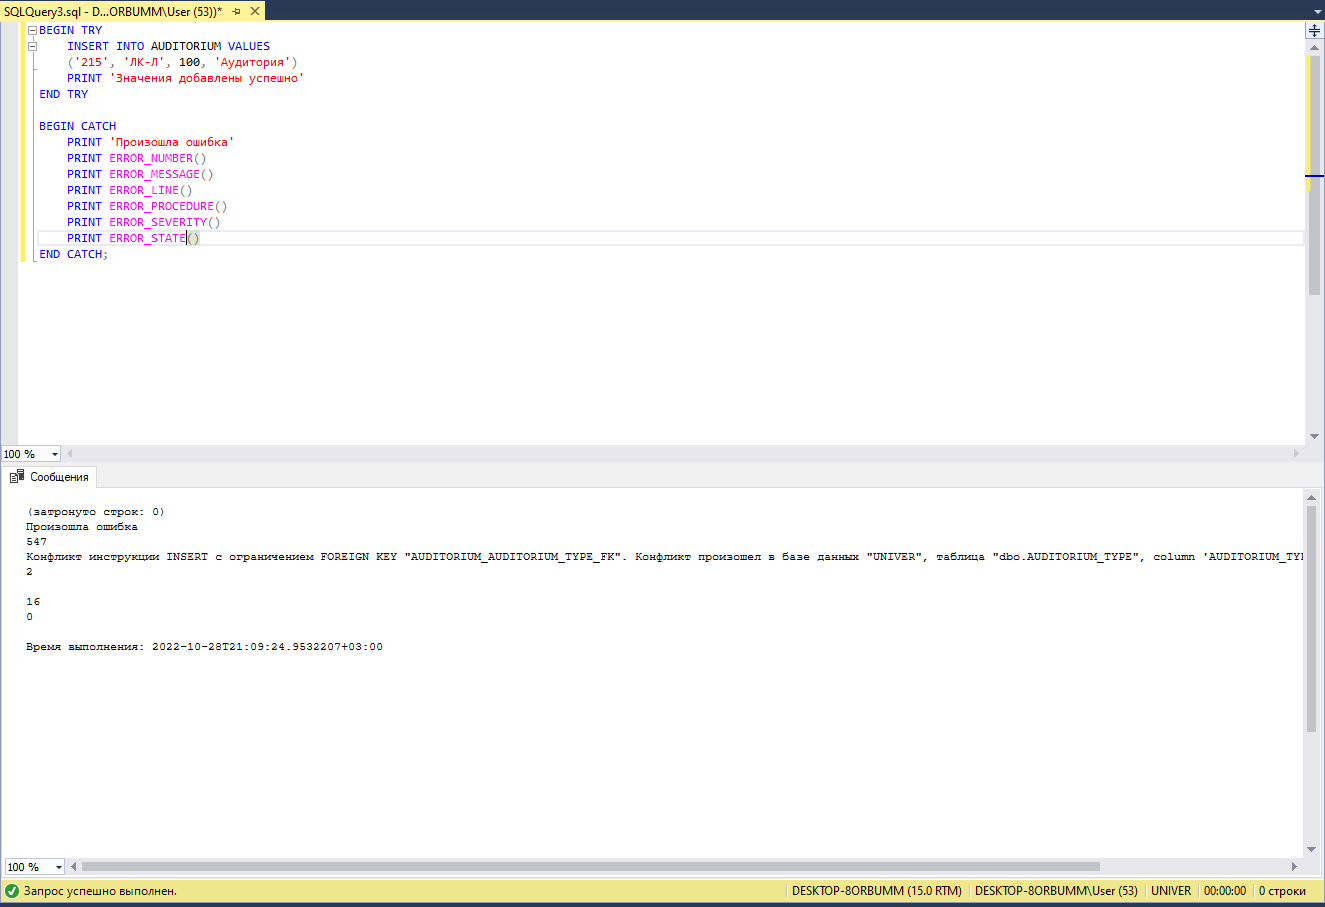 SQLQuery3.sql - D...ORBUMM\User (53))*
BEGIN TRY
INSERT INTO AUDITORIUM VALUES
('215', 'ЛК-Л', 100, 'Аудитория')
PRINT 'Значения добавлены успешно'
END TRY
BEGIN CATCH
PRINT 'Произошла ошибка'
PRINT ERROR_NUMBER()
PRINT ERROR_MESSAGE()
PRINT ERROR_LINE()
PRINT ERROR_PROCEDURE()
PRINT ERROR_SEVERITY()
PRINT ERROR_STATE()
END CATCH;
100 %
Сообщения
(затронуто строк: 0)
Произошла ошибка
547
Конфликт инструкции INSERT с ограничением FOREIGN KEY "AUDITORIUM_AUDITORIUM_TYPE_FK". Конфликт произошел в базе данных "UNIVER", таблица "dbo.AUDITORIUM_TYPE", column 'AUDITORIUM_TY
2
16
0
Время выполнения: 2022-10-28T21:09:24.9532207+03:00
100 %
Запрос успешно выполнен.
DESKTOP-8ORBUMM (15.0 RTM) DESKTOP-8ORBUMM\User (53) UNIVER 00:00:00 0 строки